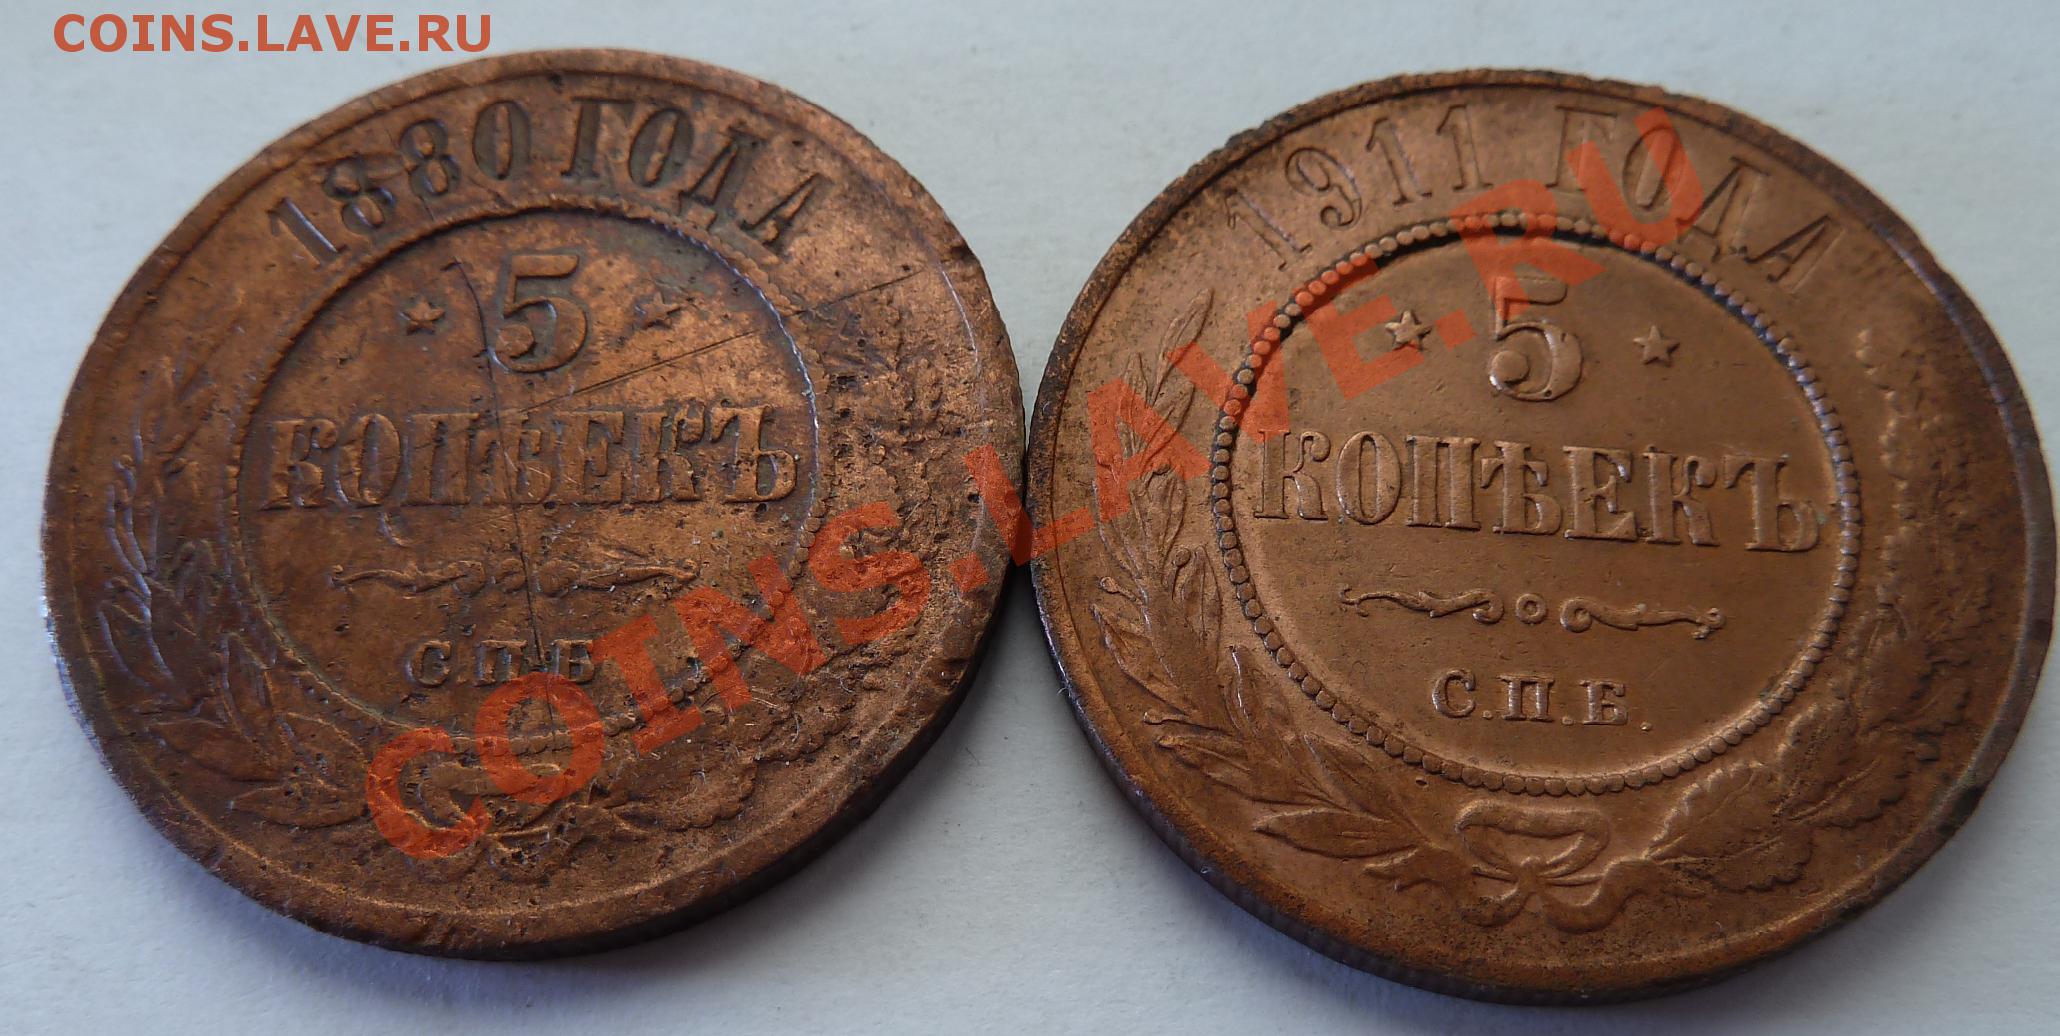 COINS.LAVE.RU
1880 ГОДА
* 5 *
КОПѢЕКЪ
С.П.Б.
1911 ГОДА
* 5 *
КОПѢЕКЪ
С.П.Б.
COINS.LAVE.RU